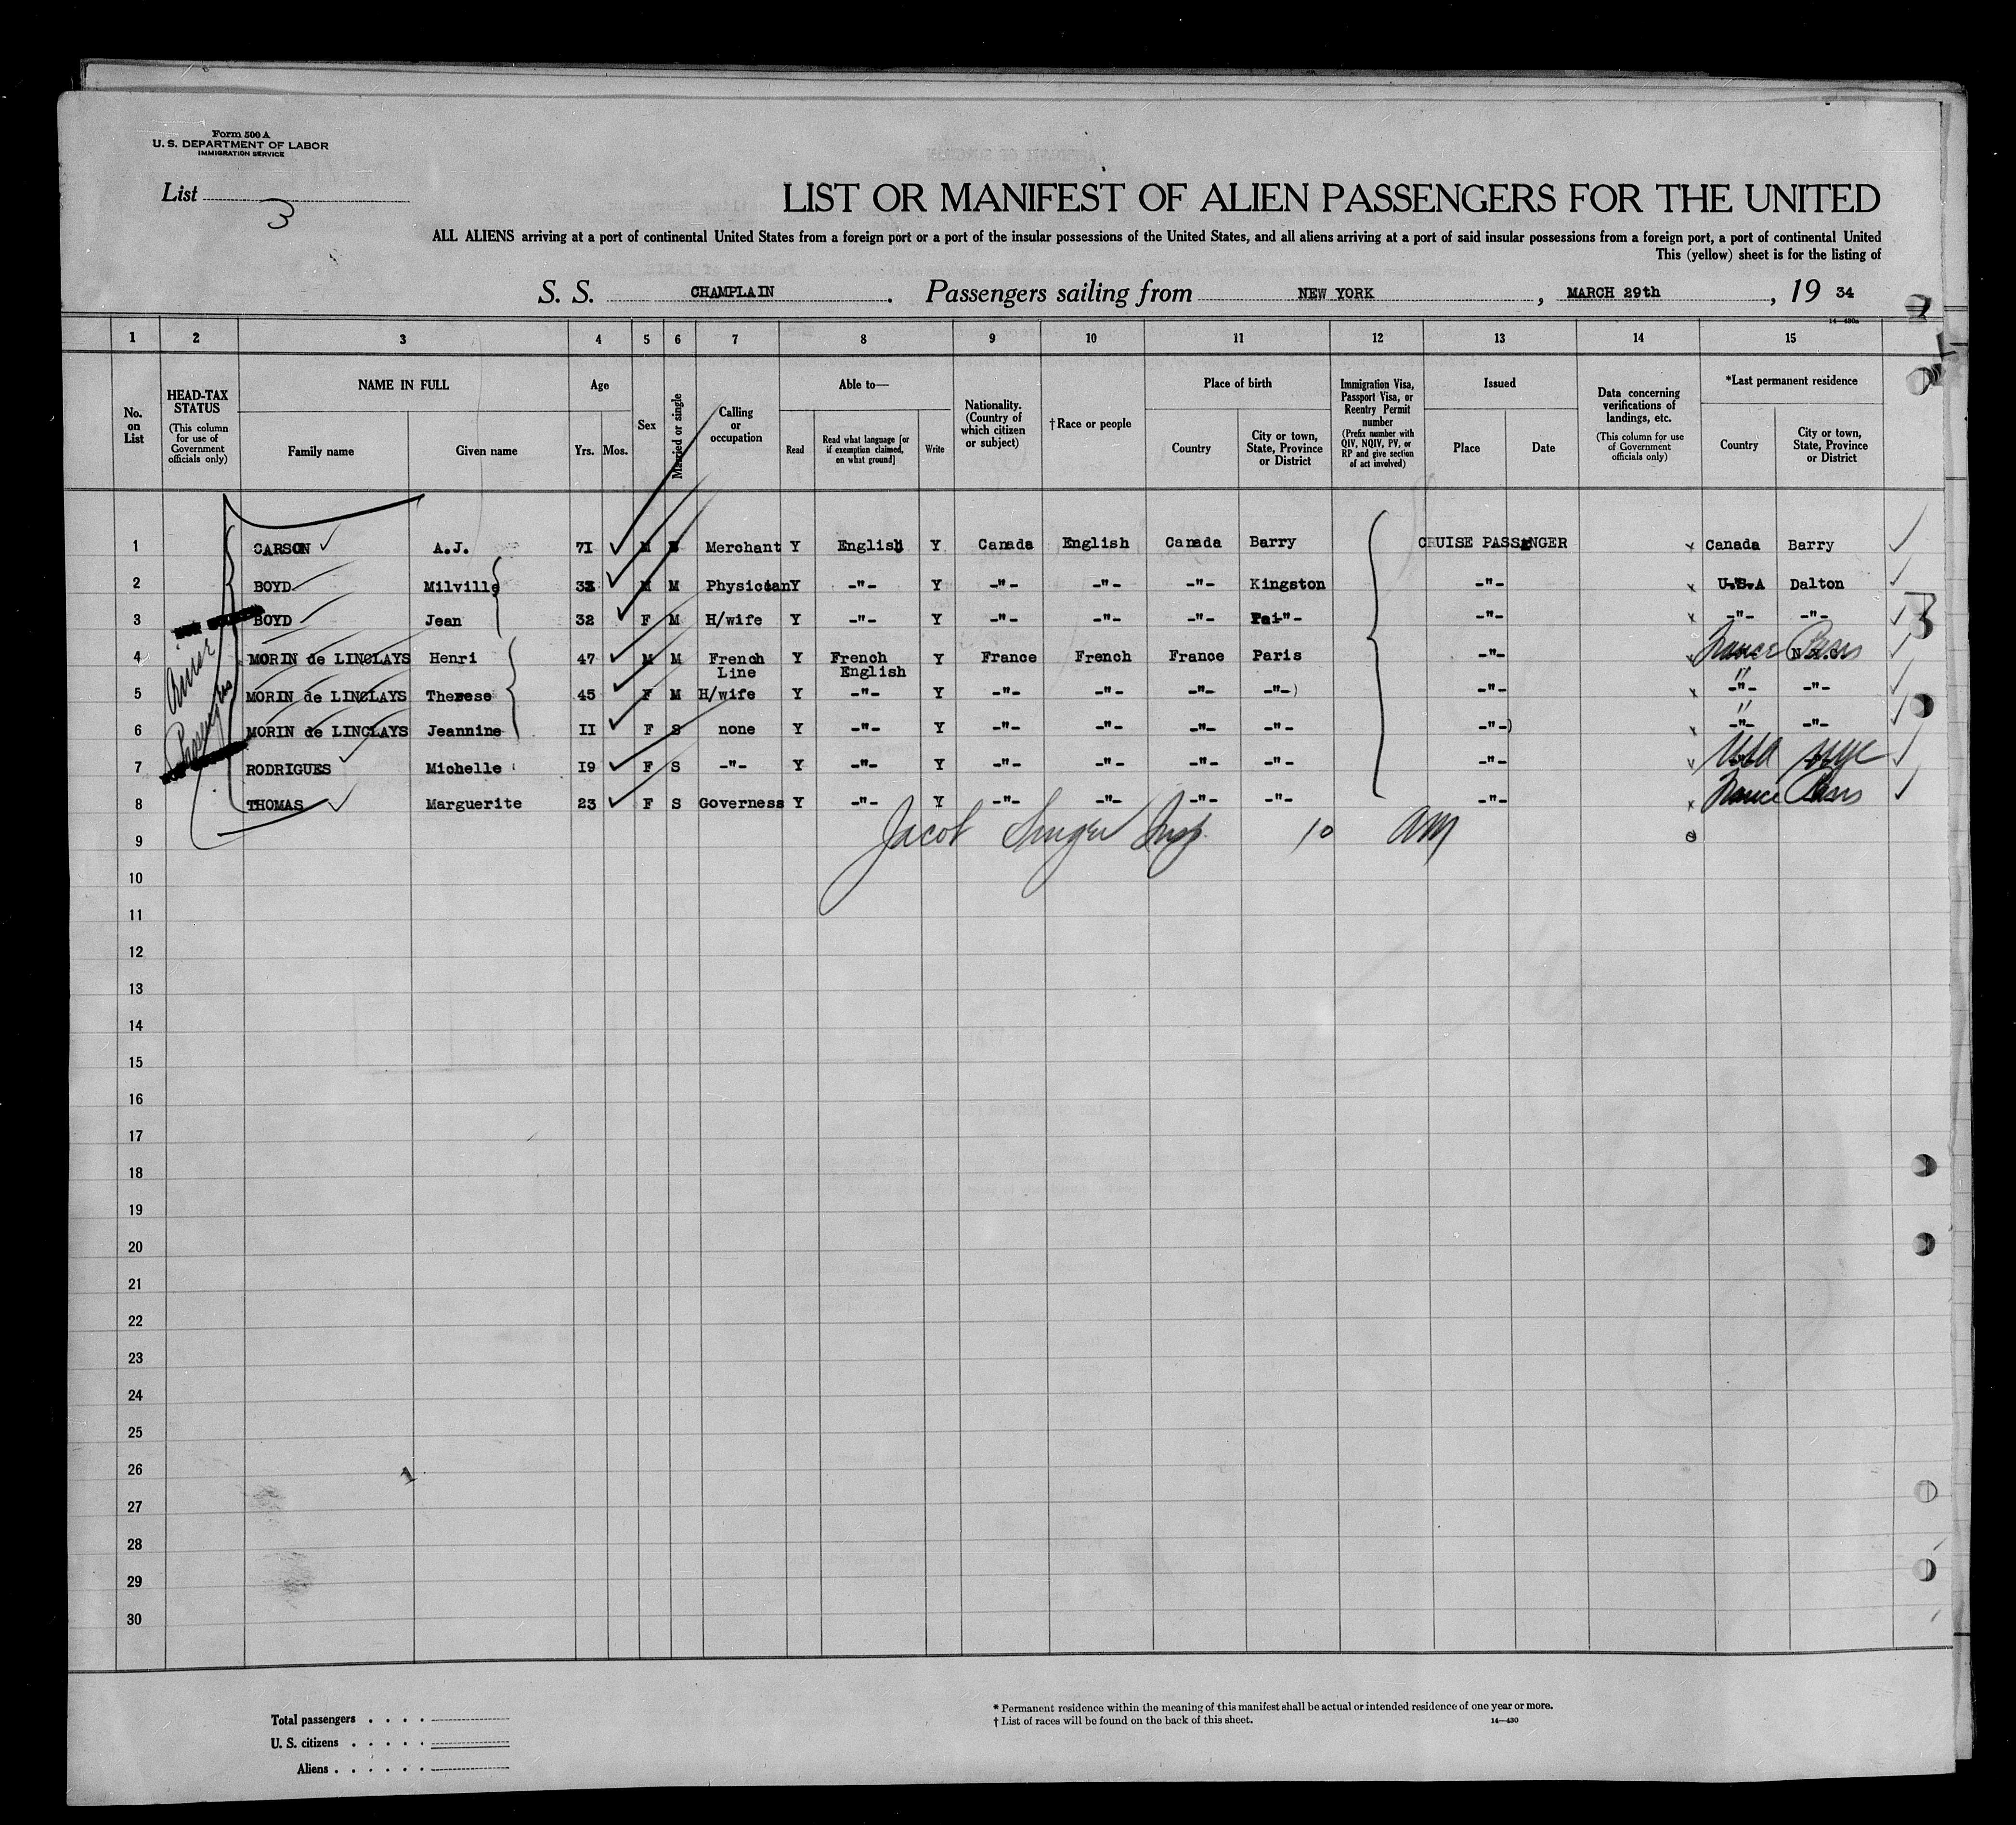 Form 500 A
U. S. DEPARTMENT OF LABOR
IMMIGRATION SERVICE
List 3
LIST OR MANIFEST OF ALIEN PASSENGERS FOR THE UNITED
ALL ALIENS arriving at a port of continental United States from a foreign port or a port of the insular possessions of the United States, and all aliens arriving at a port of said insular possessions from a foreign port, a port of continental United
This (yellow) sheet is for the listing of
S. S. CHAMPLAIN. Passengers sailing from NEW YORK, MARCH 29th, 19 34
14—430a
1 2 3 4 5 6 7 8 9 10 11 12 13 14 15
No. on List
HEAD-TAX STATUS (This column for use of Government officials only)
NAME IN FULL
Family name Given name
Age
Yrs. Mos.
Sex
Married or single
Calling or occupation
Able to—
Read
Read what language [or if exemption claimed, on what ground]
Write
Nationality. (Country of which citizen or subject)
†Race or people
Place of birth
Country
City or town, State, Province or District
Immigration Visa, Passport Visa, or Reentry Permit number (Prefix number with QIV, NQIV, PV, or RP and give section of act involved)
Issued
Place Date
Data concerning verifications of landings, etc. (This column for use of Government officials only)
*Last permanent residence
Country
City or town, State, Province or District
1 CARSON A.J. 71 M Merchant Y English Y Canada English Canada Barry CRUISE PASSENGER x Canada Barry
2 BOYD Milville M M Physician Y -"- Y -"- -"- -"- Kingston -"- x U.S.A Dalton
3 BOYD Jean 32 F M H/wife Y -"- Y -"- -"- -"- -"- -"- x -"- -"-
4 MORIN de LINCLAYS Henri 47 M M French Line Y French English Y France French France Paris -"- France Paris
5 MORIN de LINCLAYS Therese 45 F M H/wife Y -"- Y -"- -"- -"- -"-) -"- x -"- -"-
6 MORIN de LINCLAYS Jeannine II F S none Y -"- Y -"- -"- -"- -"- -"-) x -"- -"-
7 RODRIGUES Michelle 19 F S -"- Y -"- Y -"- -"- -"- -"- -"- USA NYC
8 THOMAS Marguerite 23 F S Governess Y -"- Y -"- -"- -"- -"- -"- x France Paris
Passengers
9 Jacob Singer Insp. 10 am
10
11
12
13
14
15
16
17
18
19
20
21
22
23
24
25
26
27
28
29
30
Total passengers . . . .
U. S. citizens . . . . .
Aliens . . . . . .
* Permanent residence within the meaning of this manifest shall be actual or intended residence of one year or more.
† List of races will be found on the back of this sheet.
14—430